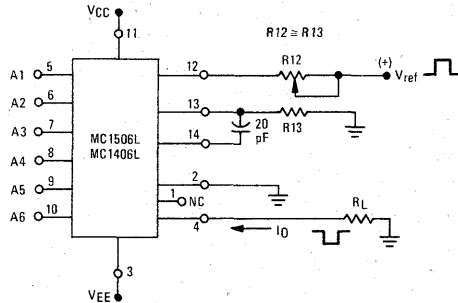 VCC
11
R12 ≅ R13
A1 5
12
R12
(+)
Vref
A2 6
13
A3 7
R13
20
pF
MC1506L
MC1406L
14
A4 8
2
A5 9
1
NC
A6 10
4
IO
RL
3
VEE